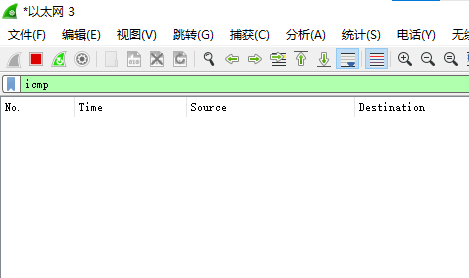 *以太网 3
文件(F) 编辑(E) 视图(V) 跳转(G) 捕获(C) 分析(A) 统计(S) 电话(Y) 无线
icmp
No. Time Source Destination